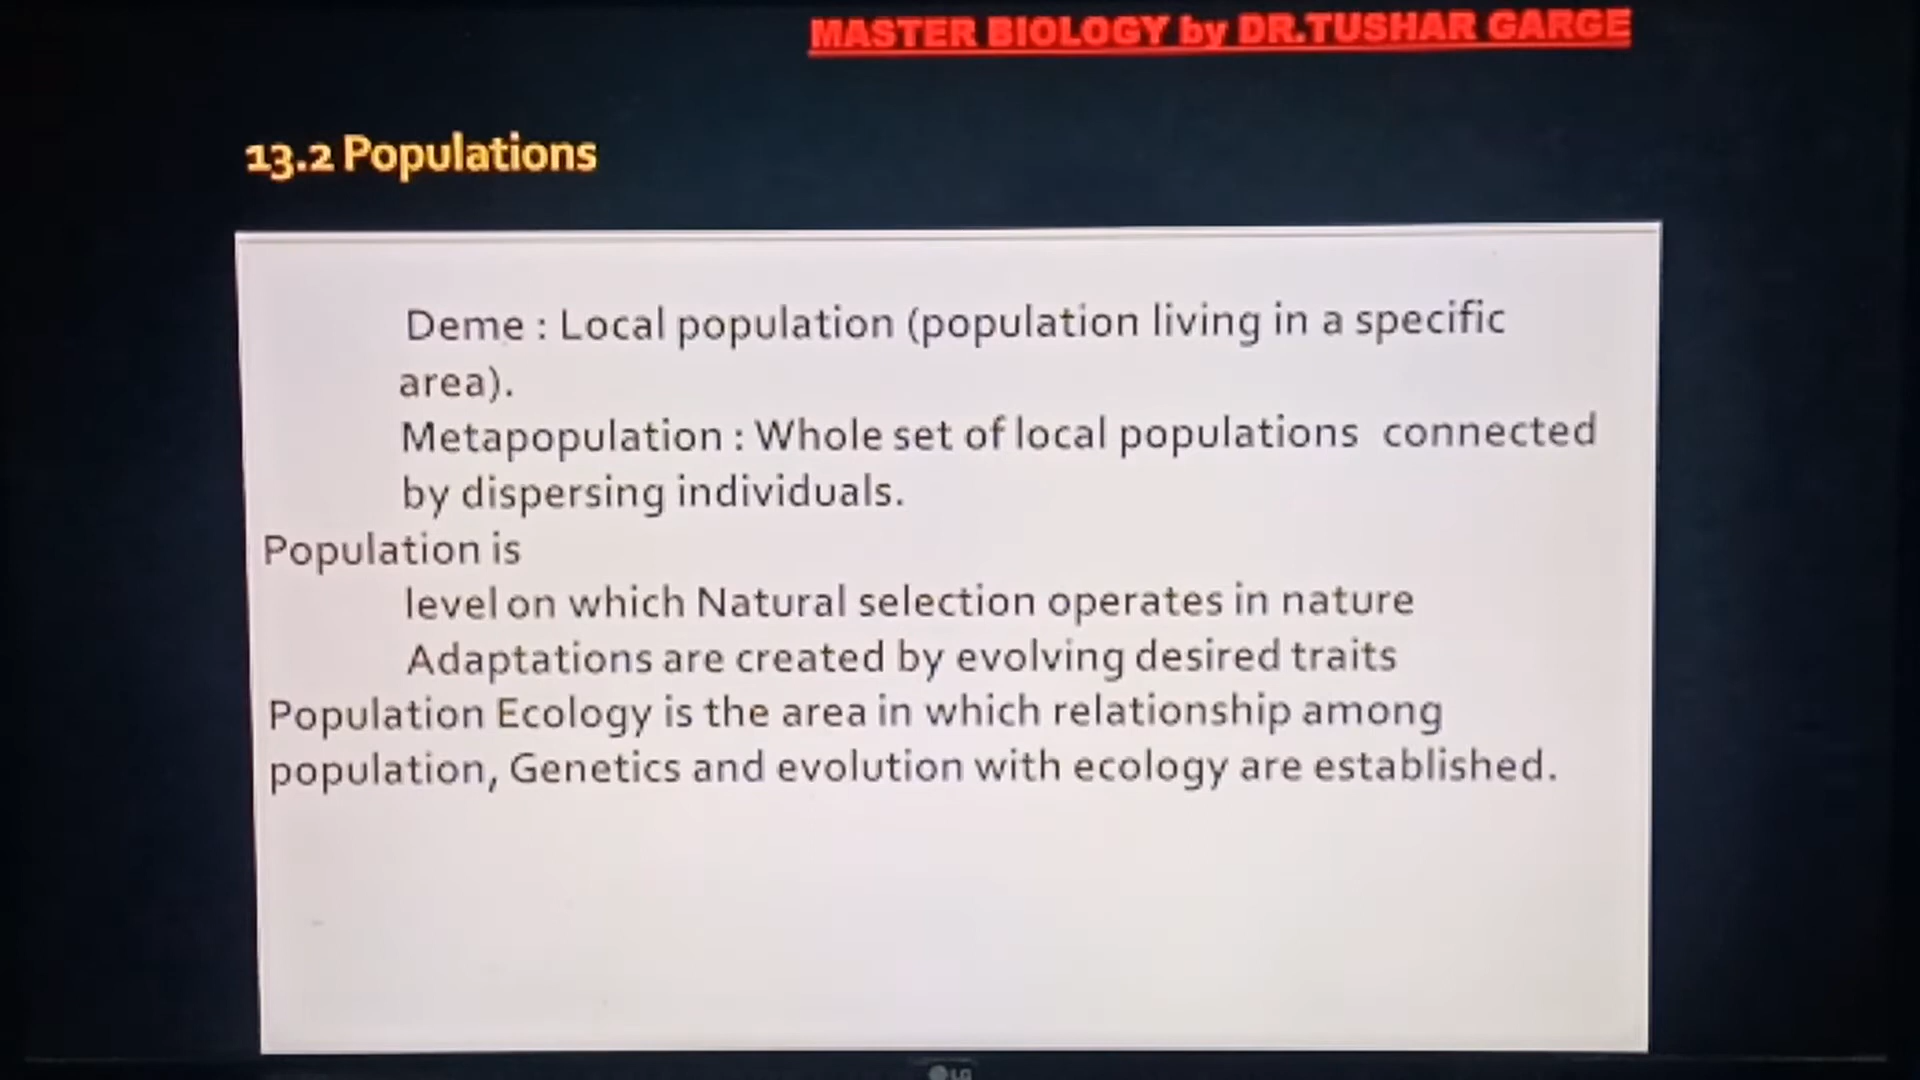 MASTER BIOLOGY by DR.TUSHAR GARGE
13.2 Populations
Deme : Local population (population living in a specific
area).
Metapopulation : Whole set of local populations connected
by dispersing individuals.
Population is
level on which Natural selection operates in nature
Adaptations are created by evolving desired traits
Population Ecology is the area in which relationship among
population, Genetics and evolution with ecology are established.
LG